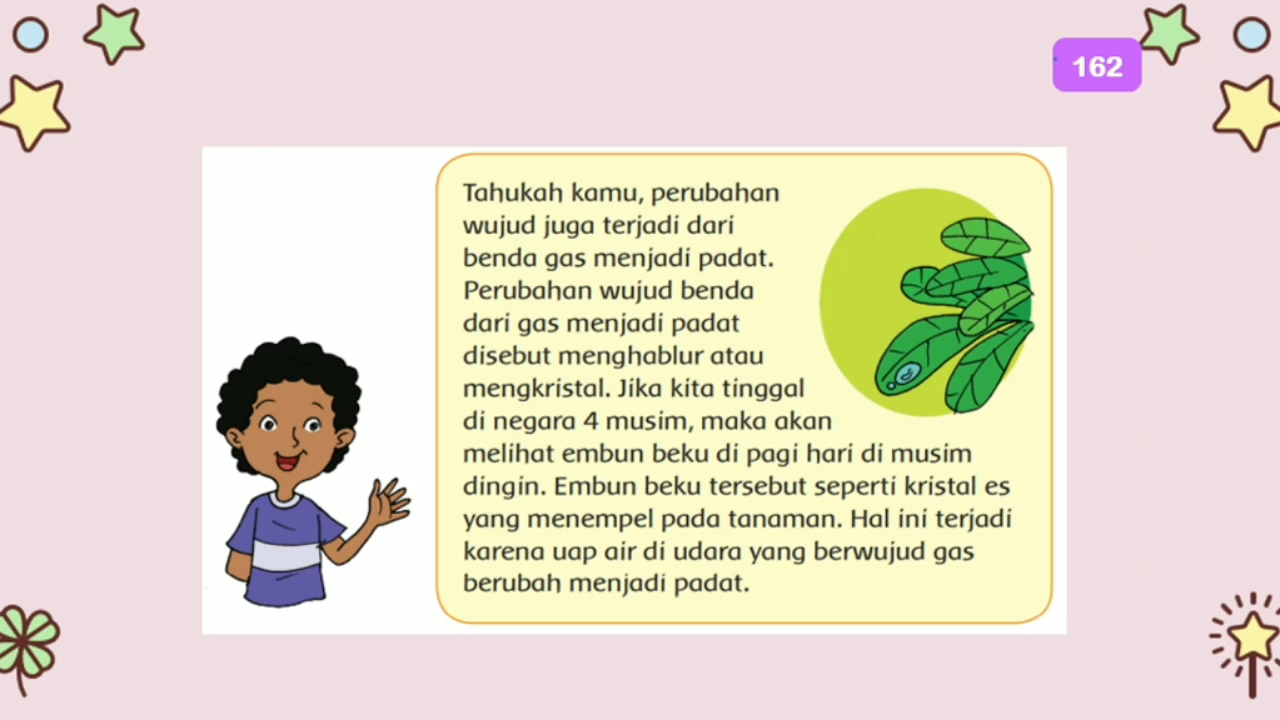 162
Tahukah kamu, perubahan
wujud juga terjadi dari
benda gas menjadi padat.
Perubahan wujud benda
dari gas menjadi padat
disebut menghablur atau
mengkristal. Jika kita tinggal
di negara 4 musim, maka akan
melihat embun beku di pagi hari di musim
dingin. Embun beku tersebut seperti kristal es
yang menempel pada tanaman. Hal ini terjadi
karena uap air di udara yang berwujud gas
berubah menjadi padat.